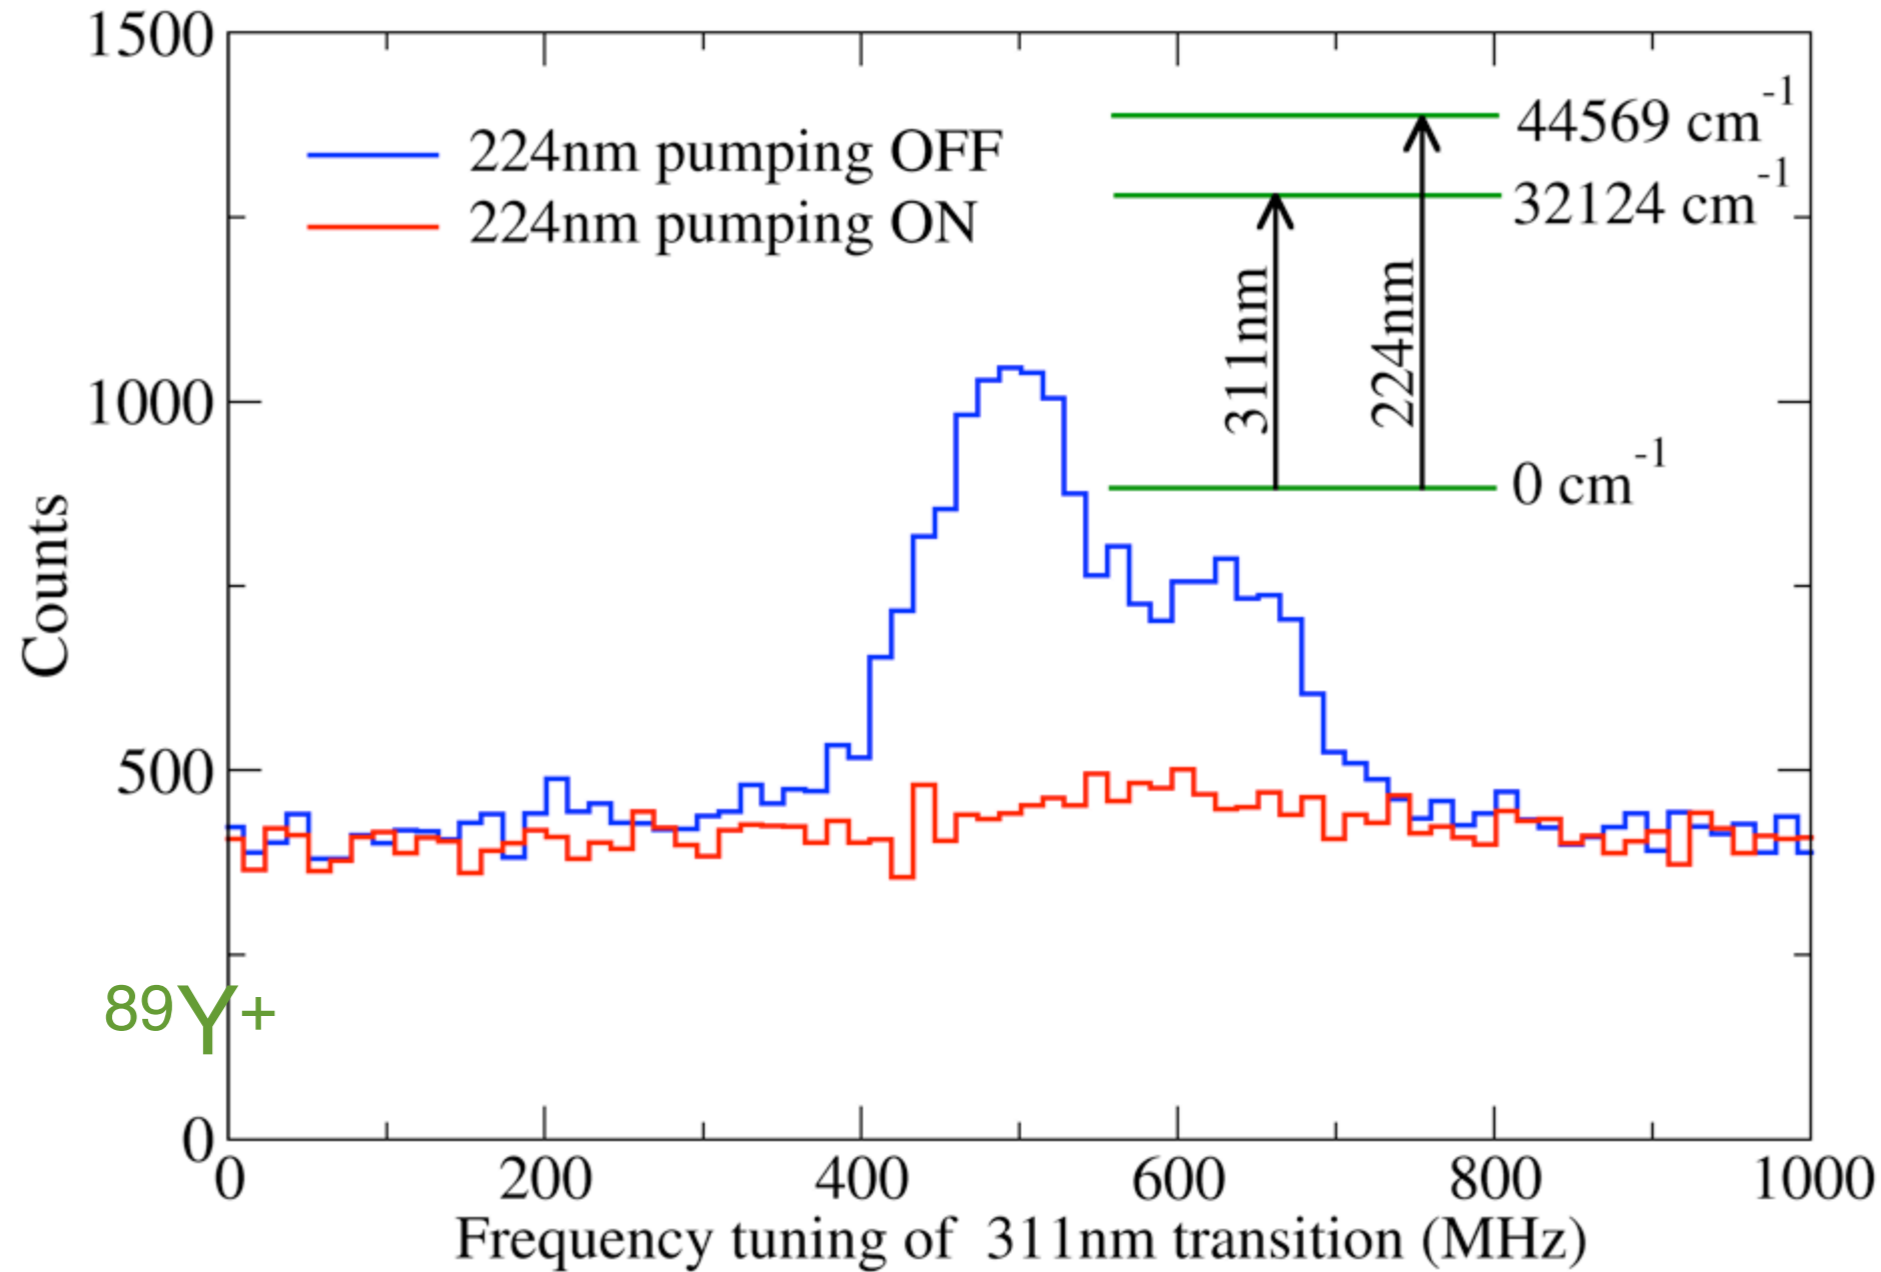 1500
1000
500
0
Counts
224nm pumping OFF
224nm pumping ON
44569 cm⁻¹
32124 cm⁻¹
0 cm⁻¹
311nm
224nm
⁸⁹Y⁺
0 200 400 600 800 1000
Frequency tuning of 311nm transition (MHz)